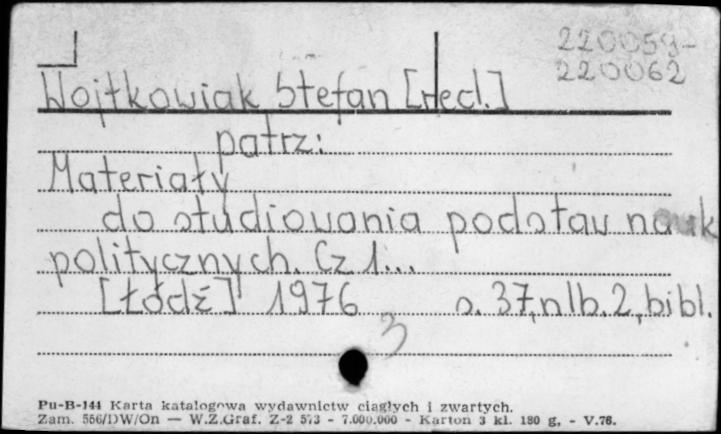 220059-
220062
Wojtkowiak Stefan [recl.]
patrz:
Materiały
do studiowania podstaw nauk
politycznych. Cz 1...
[Łódź] 1976 s. 37, nlb. 2, bibl.
3
Pu-B-144 Karta katalogowa wydawnictw ciągłych i zwartych.
Zam. 556/DW/On — W.Z.Graf. Z-2 573 - 7.000.000 - Karton 3 kl. 180 g. - V.76.